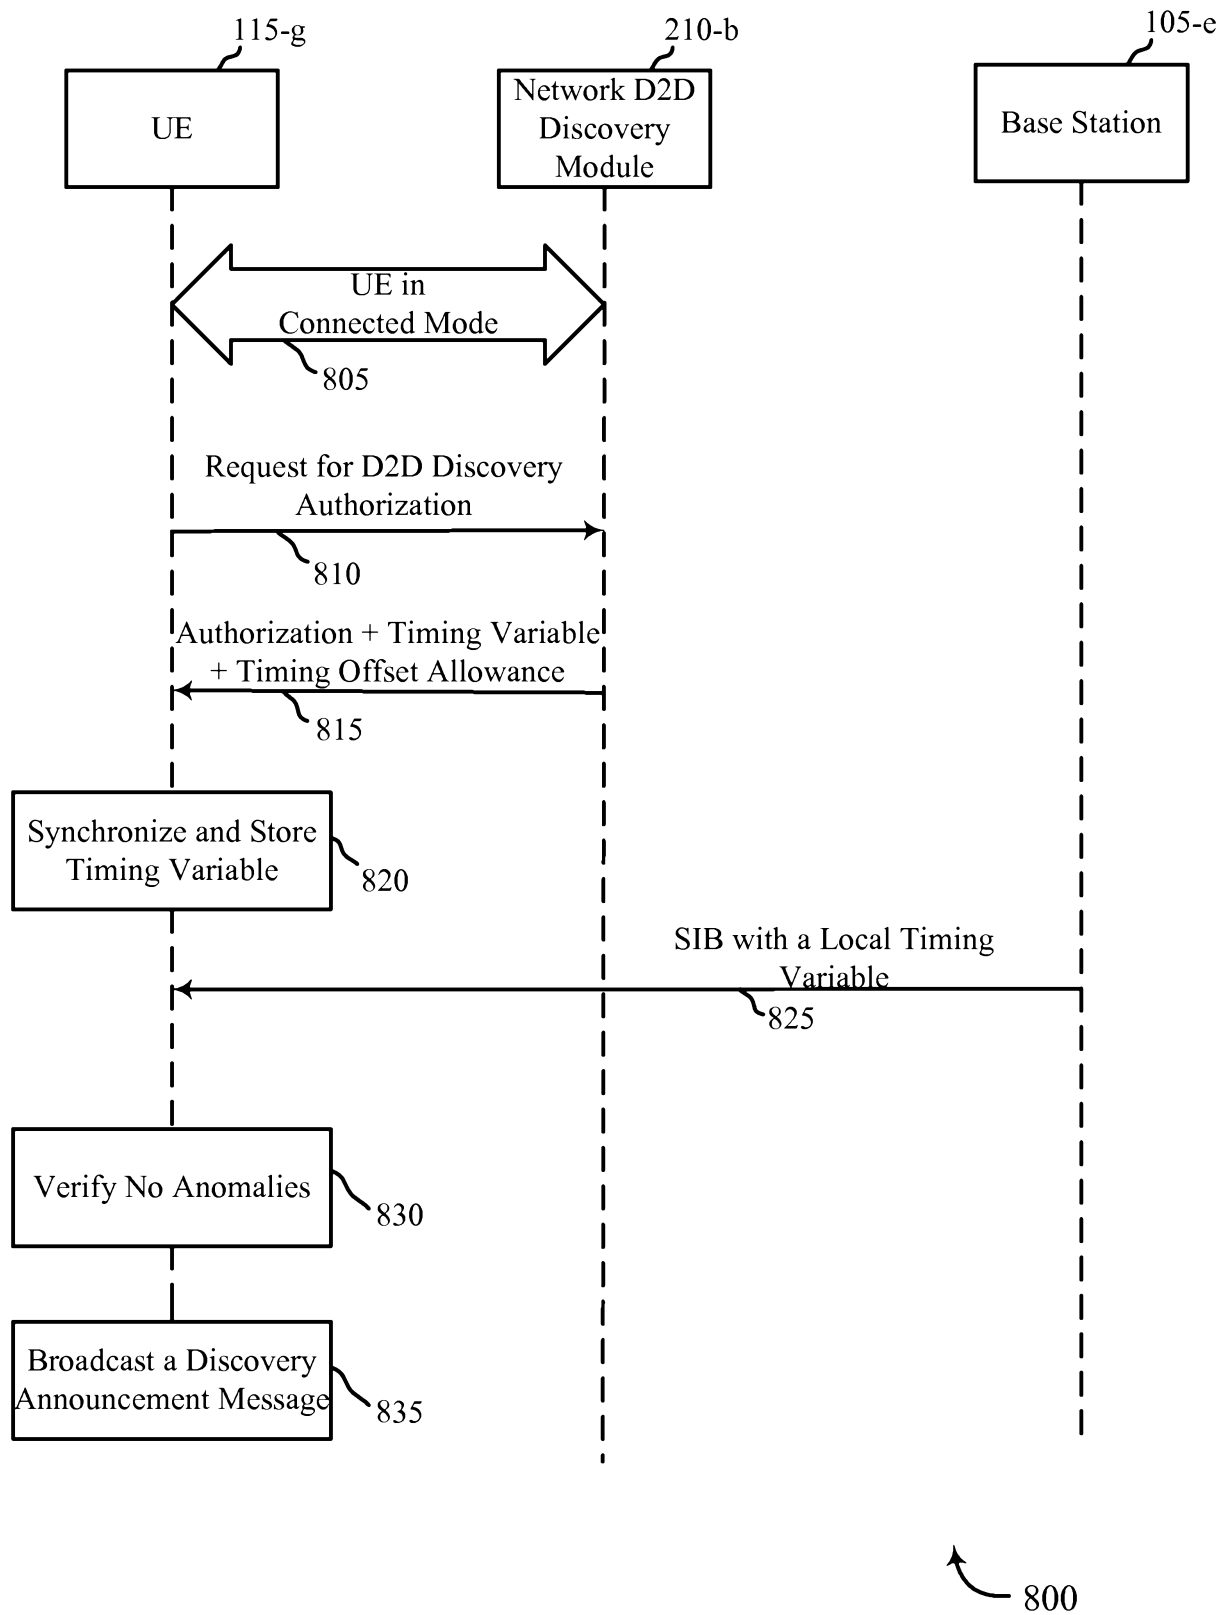 115-g
210-b
105-e
UE
Network D2D
Discovery
Module
Base Station
UE in
Connected Mode
805
Request for D2D Discovery
Authorization
810
Authorization + Timing Variable
+ Timing Offset Allowance
815
Synchronize and Store
Timing Variable
820
SIB with a Local Timing
Variable
825
Verify No Anomalies
830
Broadcast a Discovery
Announcement Message
835
800